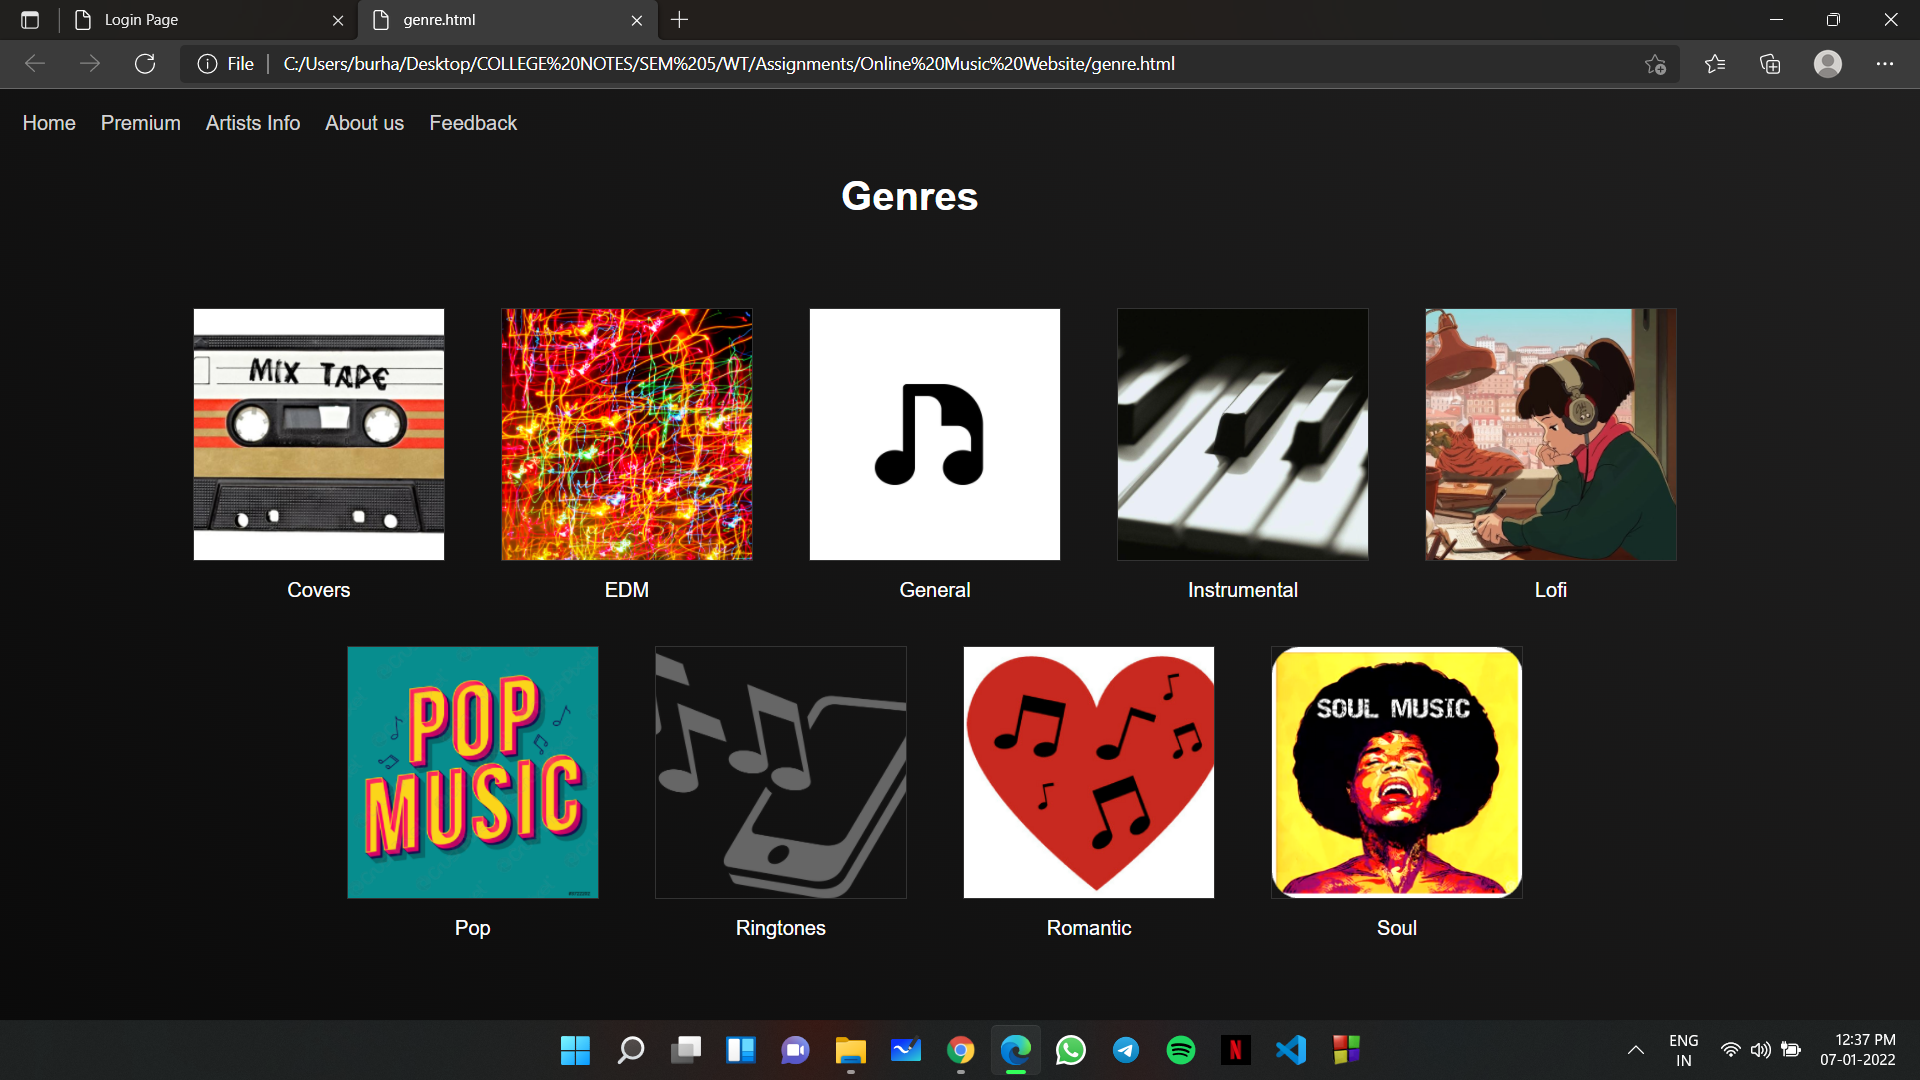 Login Page
genre.html
File
C:/Users/burha/Desktop/COLLEGE%20NOTES/SEM%205/WT/Assignments/Online%20Music%20Website/genre.html
Home Premium Artists Info About us Feedback
Genres
MIX TAPE
Covers
EDM
General
Instrumental
Lofi
POP
MUSIC
SOUL MUSIC
Pop
Ringtones
Romantic
Soul
N
ENG
IN
12:37 PM
07-01-2022